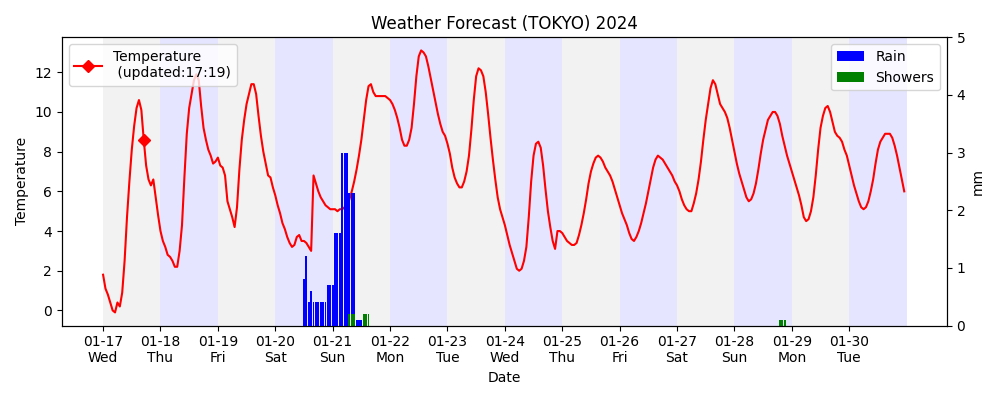 Weather Forecast (TOKYO) 2024
Temperature
(updated:17:19)
Rain
Showers
Temperature
12
10
8
6
4
2
0
5
4
3
2
1
0
mm
01-17 01-18 01-19 01-20 01-21 01-22 01-23 01-24 01-25 01-26 01-27 01-28 01-29 01-30
Wed Thu Fri Sat Sun Mon Tue Wed Thu Fri Sat Sun Mon Tue
Date